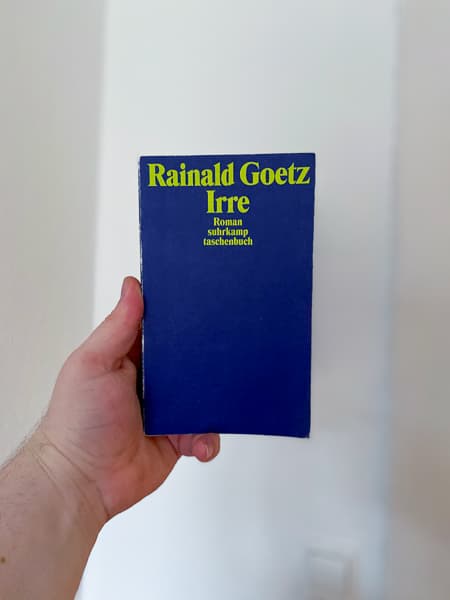 Rainald Goetz
Irre
Roman
suhrkamp
taschenbuch